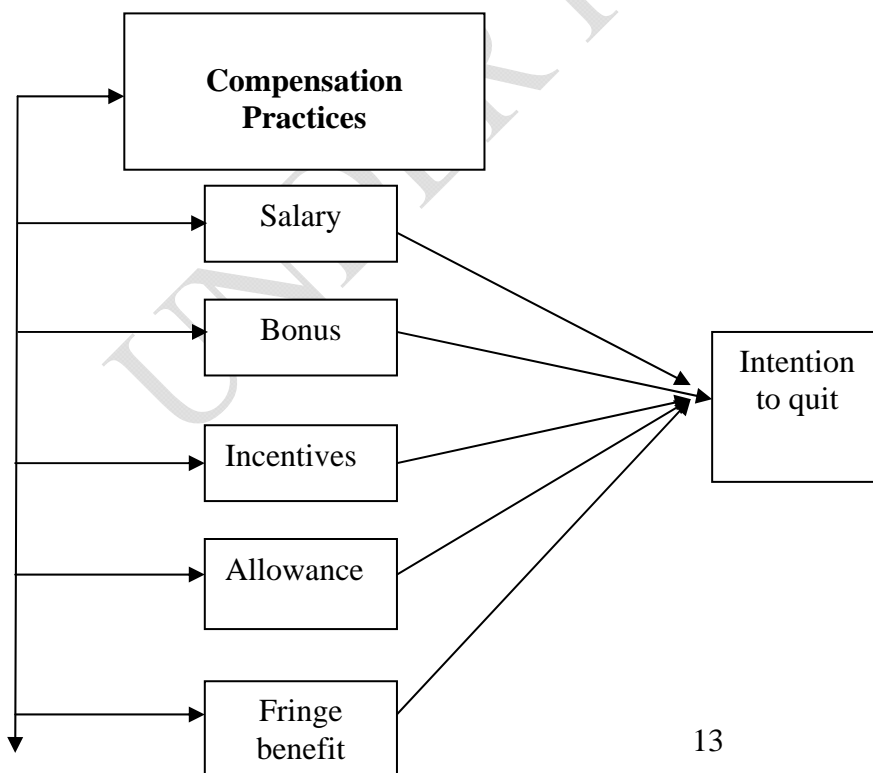 Compensation
Practices
Salary
Bonus
Intention
to quit
Incentives
Allowance
Fringe
benefit
13